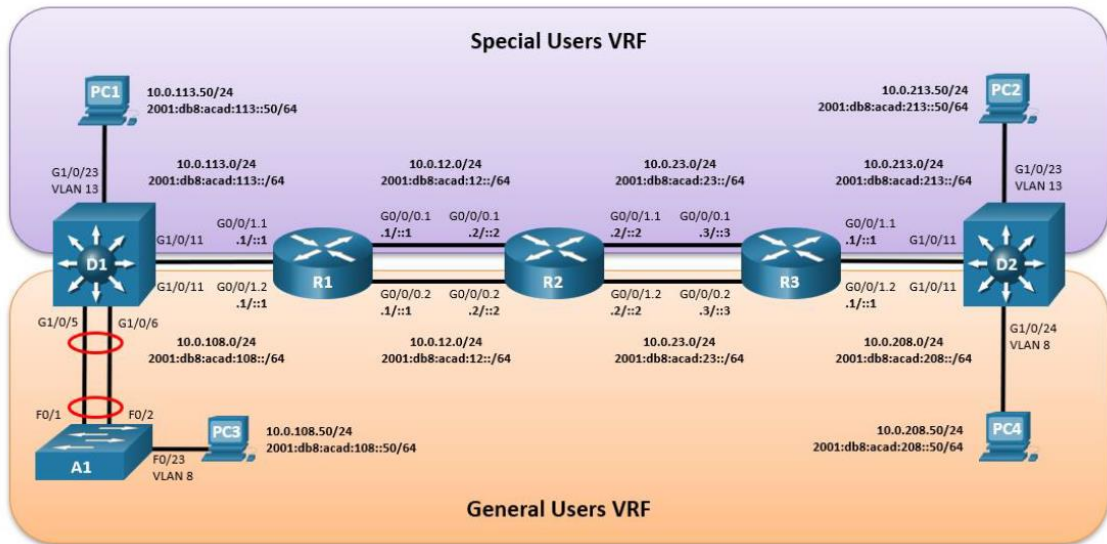 Special Users VRF
PC1
10.0.113.50/24
2001:db8:acad:113::50/64
10.0.213.50/24
2001:db8:acad:213::50/64
PC2
G1/0/23
VLAN 13
10.0.113.0/24
2001:db8:acad:113::/64
10.0.12.0/24
2001:db8:acad:12::/64
10.0.23.0/24
2001:db8:acad:23::/64
10.0.213.0/24
2001:db8:acad:213::/64
G1/0/23
VLAN 13
D1
G1/0/11
G0/0/1.1
.1/::1
R1
G0/0/0.1
.1/::1
G0/0/0.1
.2/::2
R2
G0/0/1.1
.2/::2
G0/0/0.1
.3/::3
R3
G0/0/1.1
.1/::1
G1/0/11
D2
G1/0/11
G0/0/1.2
.1/::1
G0/0/0.2
.1/::1
G0/0/0.2
.2/::2
G0/0/1.2
.2/::2
G0/0/0.2
.3/::3
G0/0/1.2
.1/::1
G1/0/11
G1/0/5
G1/0/6
10.0.108.0/24
2001:db8:acad:108::/64
10.0.12.0/24
2001:db8:acad:12::/64
10.0.23.0/24
2001:db8:acad:23::/64
10.0.208.0/24
2001:db8:acad:208::/64
G1/0/24
VLAN 8
F0/1
F0/2
A1
F0/23
VLAN 8
PC3
10.0.108.50/24
2001:db8:acad:108::50/64
10.0.208.50/24
2001:db8:acad:208::50/64
PC4
General Users VRF